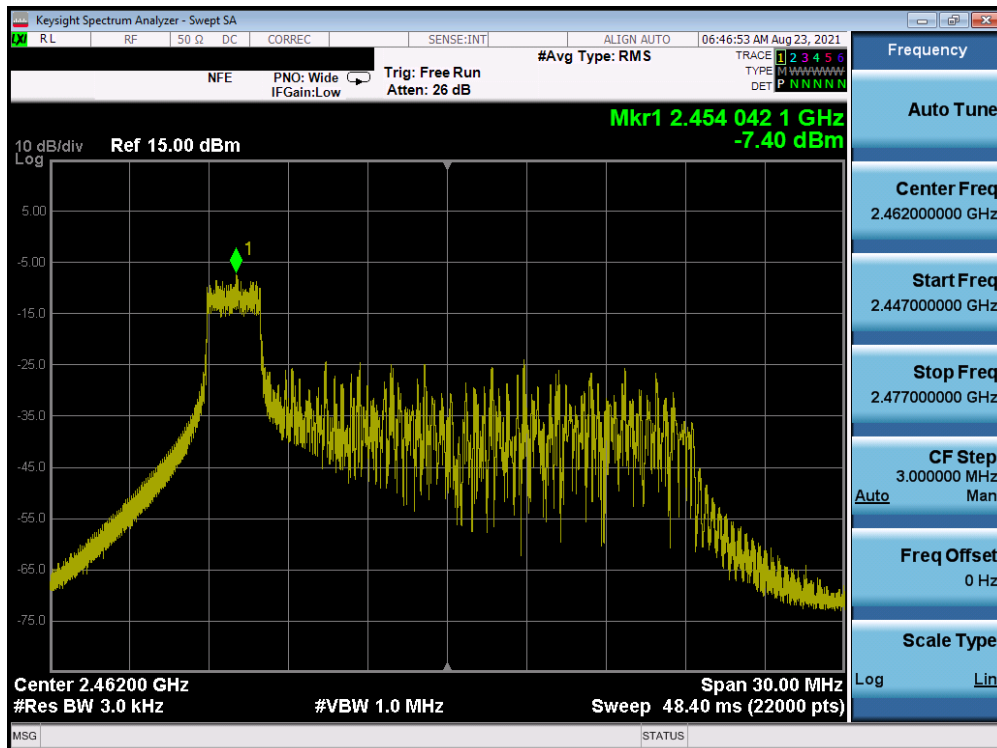 Keysight Spectrum Analyzer - Swept SA
LXI RL RF 50 Ω DC CORREC SENSE:INT ALIGN AUTO 06:46:53 AM Aug 23, 2021
NFE PNO: Wide Trig: Free Run #Avg Type: RMS TRACE 1 2 3 4 5 6
IFGain:Low Atten: 26 dB TYPE M WWWWW
DET P N N N N N
Mkr1 2.454 042 1 GHz
-7.40 dBm
10 dB/div Ref 15.00 dBm
Log
1
5.00
-5.00
-15.0
-25.0
-35.0
-45.0
-55.0
-65.0
-75.0
Center 2.46200 GHz Span 30.00 MHz
#Res BW 3.0 kHz #VBW 1.0 MHz Sweep 48.40 ms (22000 pts)
MSG STATUS
Frequency
Auto Tune
Center Freq
2.462000000 GHz
Start Freq
2.447000000 GHz
Stop Freq
2.477000000 GHz
CF Step
3.000000 MHz
Auto Man
Freq Offset
0 Hz
Scale Type
Log Lin